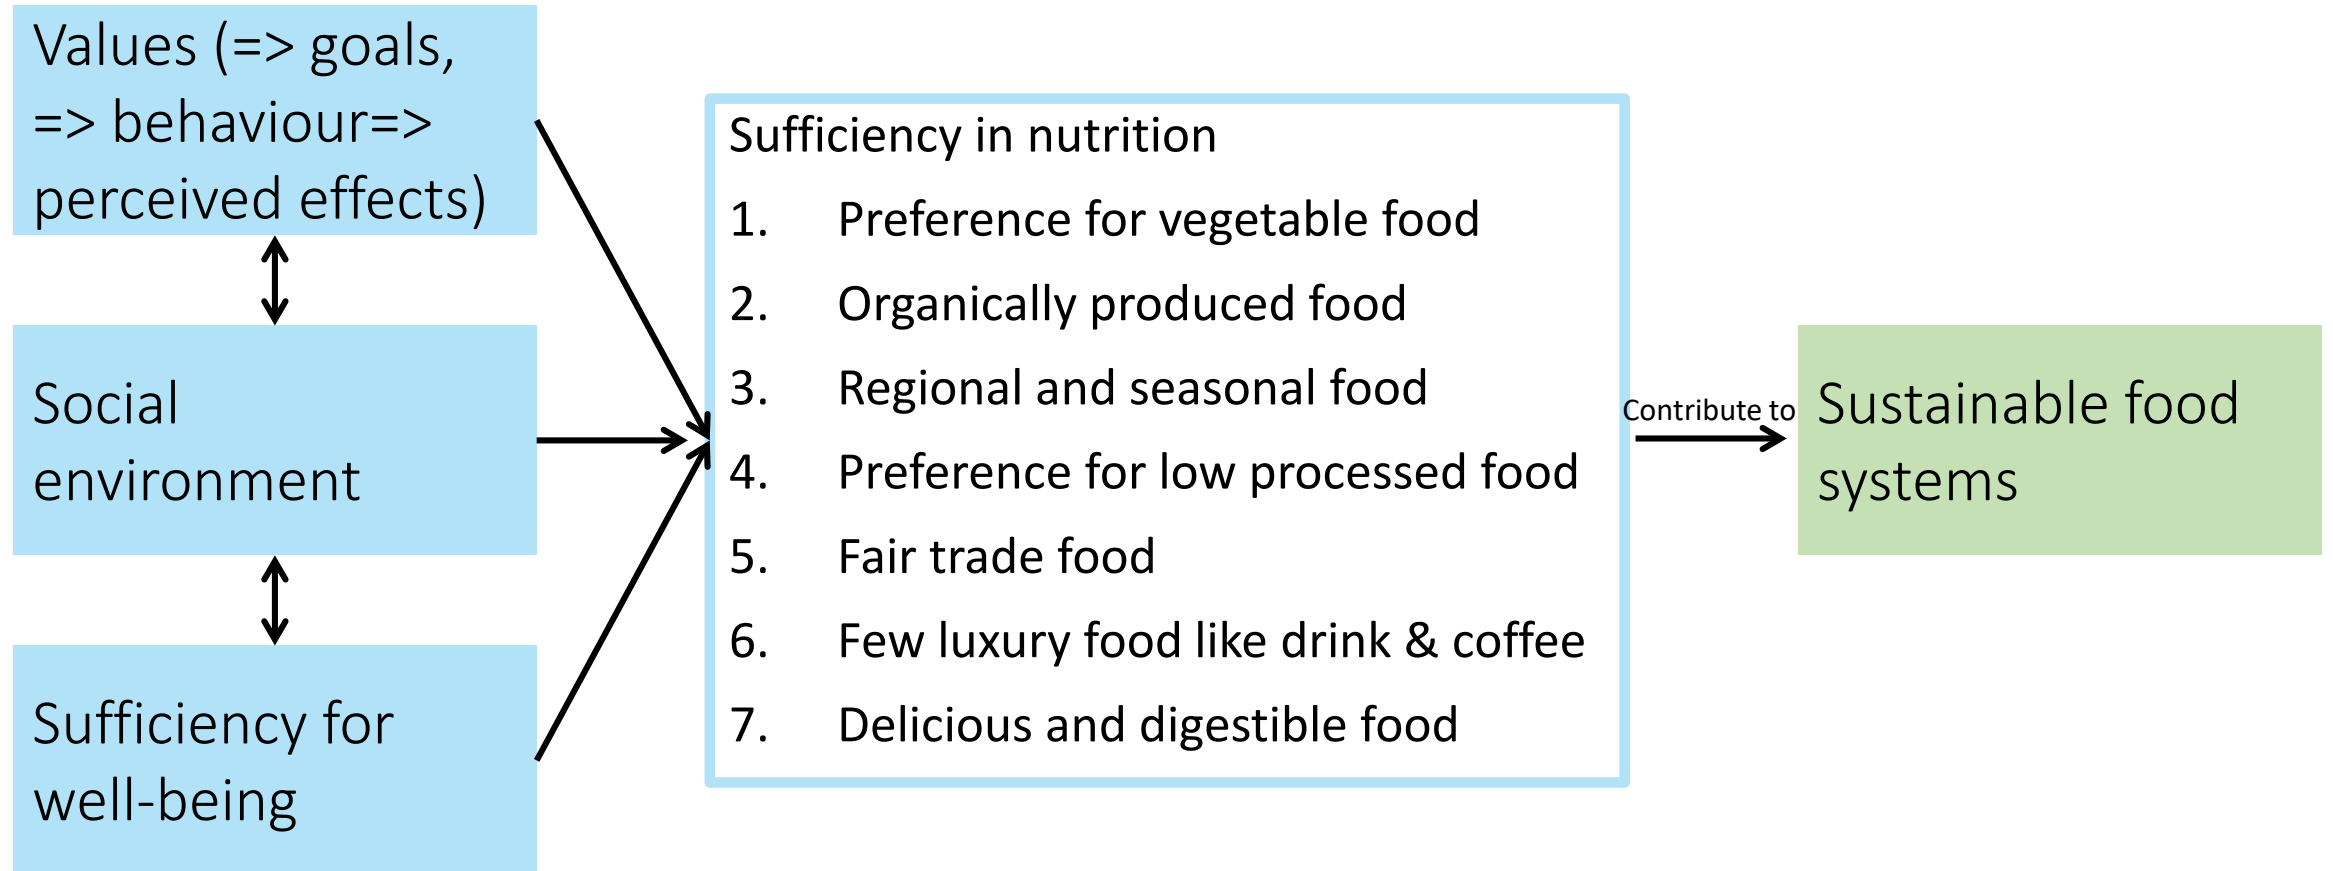 Values (=> goals,
=> behaviour=>
perceived effects)
Social
environment
Sufficiency for
well-being
Sufficiency in nutrition
1. Preference for vegetable food
2. Organically produced food
3. Regional and seasonal food
4. Preference for low processed food
5. Fair trade food
6. Few luxury food like drink & coffee
7. Delicious and digestible food
Contribute to
Sustainable food
systems